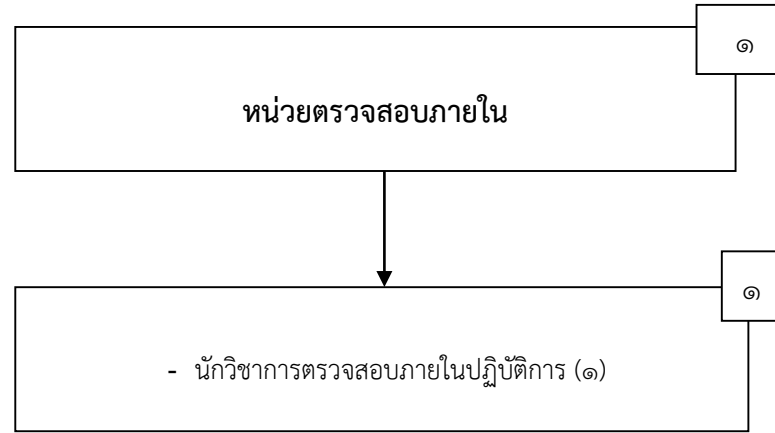 ๑
หน่วยตรวจสอบภายใน
๑
- นักวิชาการตรวจสอบภายในปฏิบัติการ (๑)